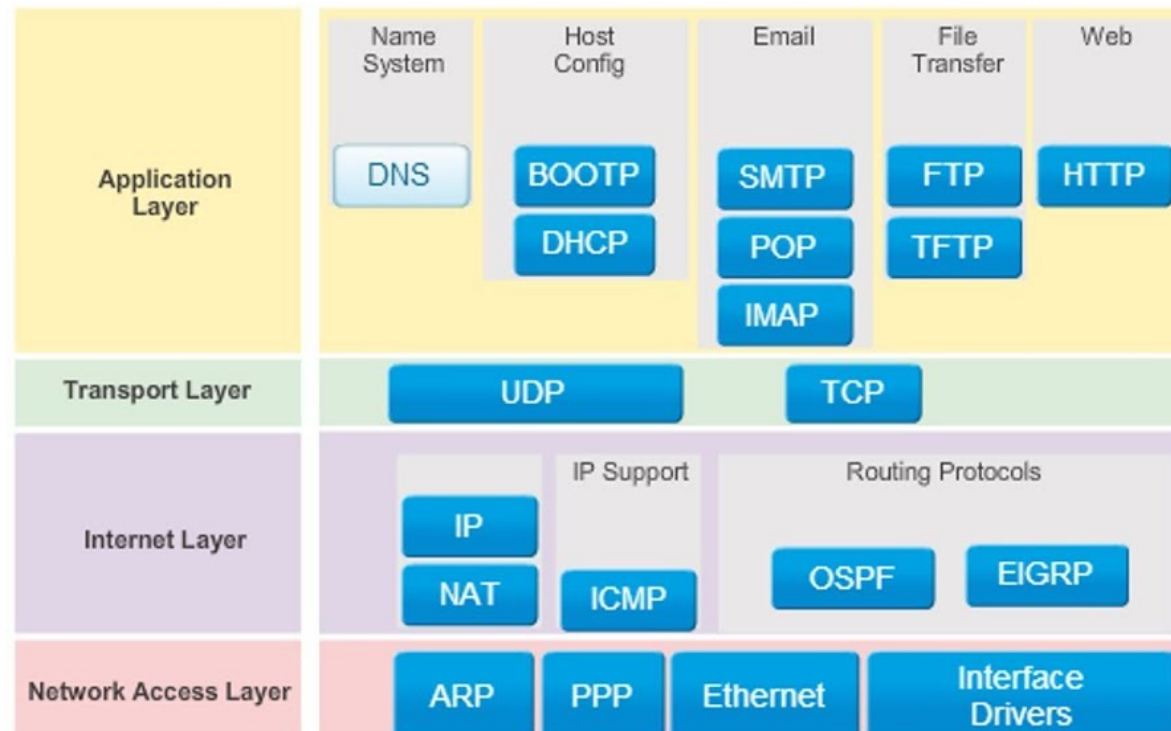 Name System
Host Config
Email
File Transfer
Web
Application Layer
DNS
BOOTP
SMTP
FTP
HTTP
DHCP
POP
TFTP
IMAP
Transport Layer
UDP
TCP
Internet Layer
IP Support
Routing Protocols
IP
NAT
ICMP
OSPF
EIGRP
Network Access Layer
ARP
PPP
Ethernet
Interface Drivers